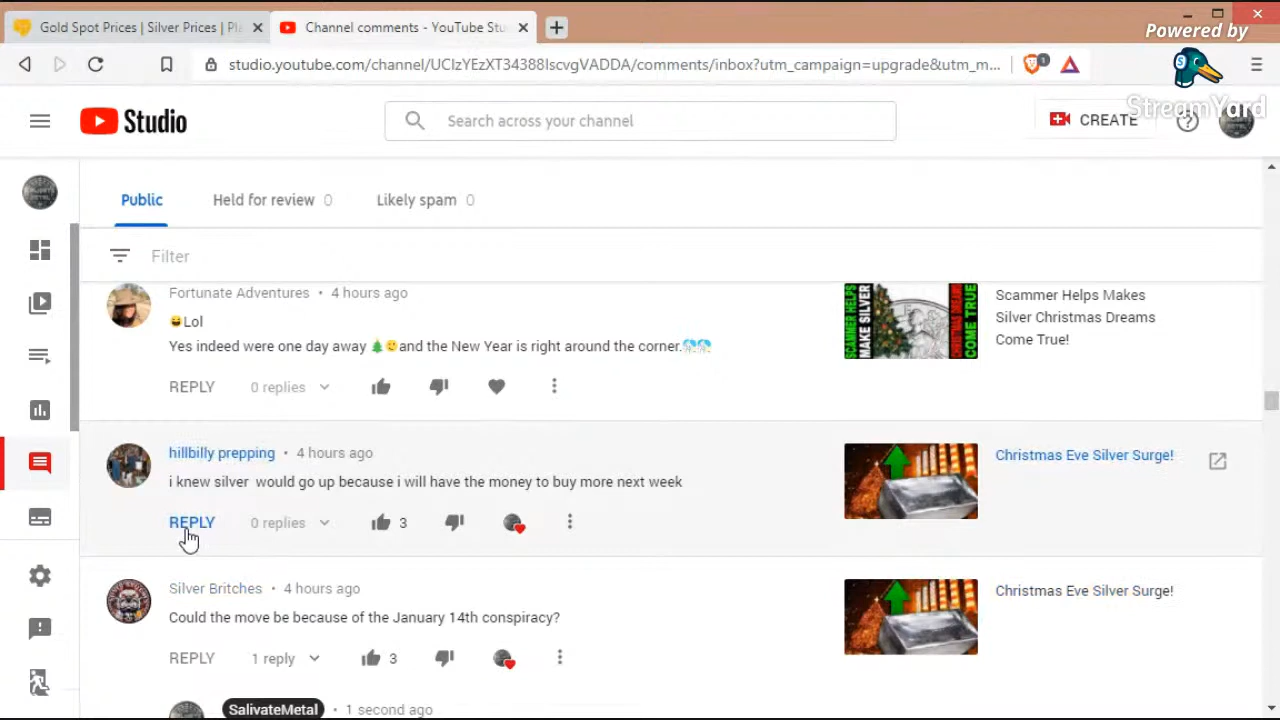 Gold Spot Prices | Silver Prices | Pla
Channel comments - YouTube Stu
Powered by
studio.youtube.com/channel/UCIzYEzXT34388IscvgVADDA/comments/inbox?utm_campaign=upgrade&utm_m...
1
StreamYard
Studio
Search across your channel
CREATE
Public
Held for review 0
Likely spam 0
Filter
Fortunate Adventures • 4 hours ago
😄Lol
Yes indeed were one day away 🎄😊and the New Year is right around the corner.
REPLY
0 replies
SCAMMER HELPS
MAKE SILVER
CHRISTMAS DREAMS
COME TRUE
Scammer Helps Makes
Silver Christmas Dreams
Come True!
hillbilly prepping • 4 hours ago
i knew silver would go up because i will have the money to buy more next week
REPLY
0 replies
3
Christmas Eve Silver Surge!
Silver Britches • 4 hours ago
Could the move be because of the January 14th conspiracy?
REPLY
1 reply
3
Christmas Eve Silver Surge!
SalivateMetal • 1 second ago